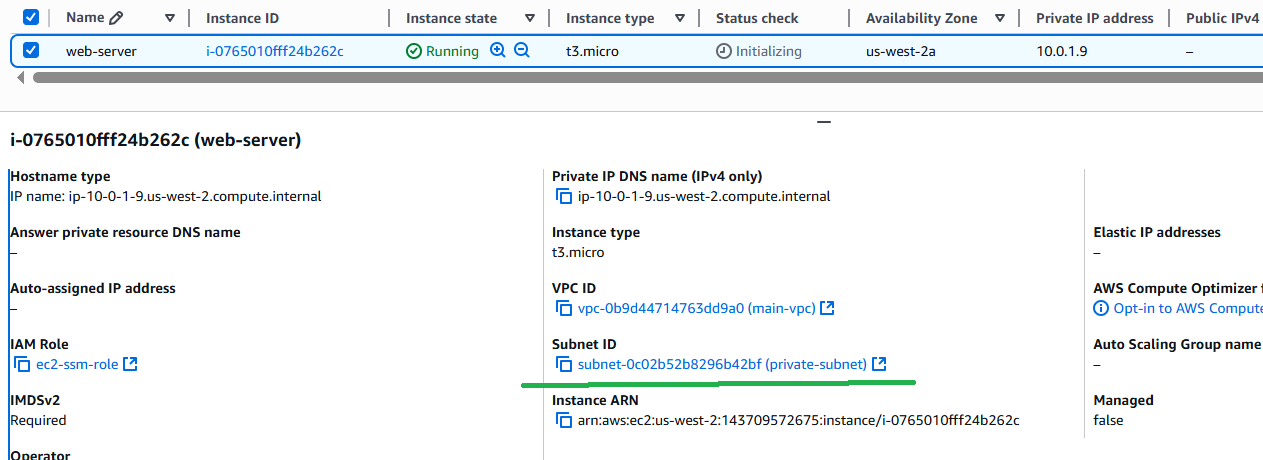 Name Instance ID Instance state Instance type Status check Availability Zone Private IP address Public IPv4
web-server i-0765010fff24b262c Running t3.micro Initializing us-west-2a 10.0.1.9 –
i-0765010fff24b262c (web-server)
Hostname type
IP name: ip-10-0-1-9.us-west-2.compute.internal
Private IP DNS name (IPv4 only)
ip-10-0-1-9.us-west-2.compute.internal
Answer private resource DNS name
–
Instance type
t3.micro
Elastic IP addresses
–
Auto-assigned IP address
–
VPC ID
vpc-0b9d44714763dd9a0 (main-vpc)
AWS Compute Optimizer f
Opt-in to AWS Compute
IAM Role
ec2-ssm-role
Subnet ID
subnet-0c02b52b8296b42bf (private-subnet)
Auto Scaling Group name
–
IMDSv2
Required
Instance ARN
arn:aws:ec2:us-west-2:143709572675:instance/i-0765010fff24b262c
Managed
false
Operator